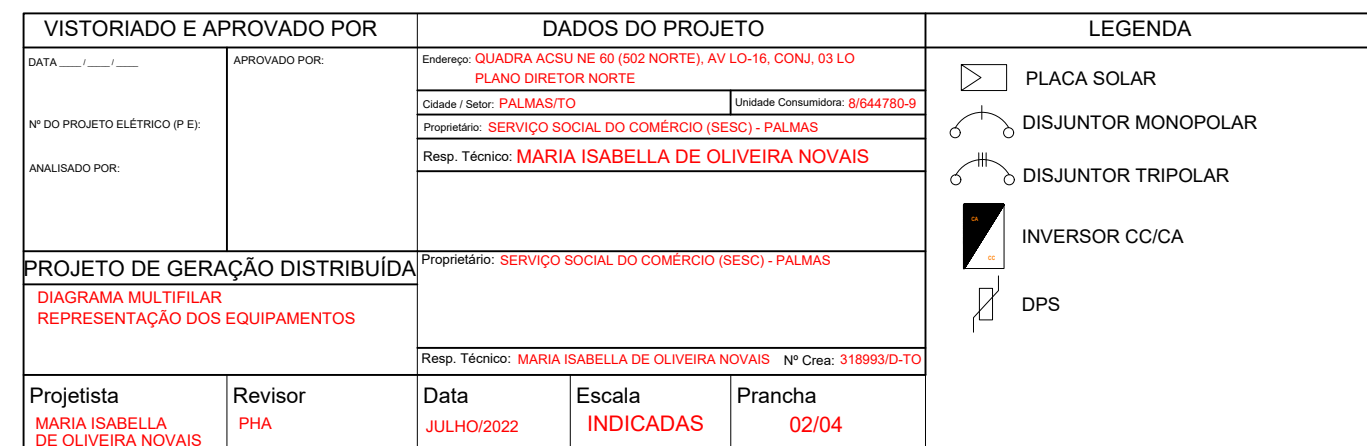 VISTORIADO E APROVADO POR
DATA ____ / ____ / ____
APROVADO POR:
Nº DO PROJETO ELÉTRICO (P E):
ANALISADO POR:
PROJETO DE GERAÇÃO DISTRIBUÍDA
DIAGRAMA MULTIFILAR
REPRESENTAÇÃO DOS EQUIPAMENTOS
Projetista
MARIA ISABELLA
DE OLIVEIRA NOVAIS
Revisor
PHA
DADOS DO PROJETO
Endereço: QUADRA ACSU NE 60 (502 NORTE), AV LO-16, CONJ, 03 LO
PLANO DIRETOR NORTE
Cidade / Setor: PALMAS/TO
Unidade Consumidora: 8/644780-9
Proprietário: SERVIÇO SOCIAL DO COMÉRCIO (SESC) - PALMAS
Resp. Técnico: MARIA ISABELLA DE OLIVEIRA NOVAIS
Proprietário: SERVIÇO SOCIAL DO COMÉRCIO (SESC) - PALMAS
Resp. Técnico: MARIA ISABELLA DE OLIVEIRA NOVAIS Nº Crea: 318993/D-TO
Data
JULHO/2022
Escala
INDICADAS
Prancha
02/04
LEGENDA
PLACA SOLAR
DISJUNTOR MONOPOLAR
DISJUNTOR TRIPOLAR
CA
CC
INVERSOR CC/CA
DPS